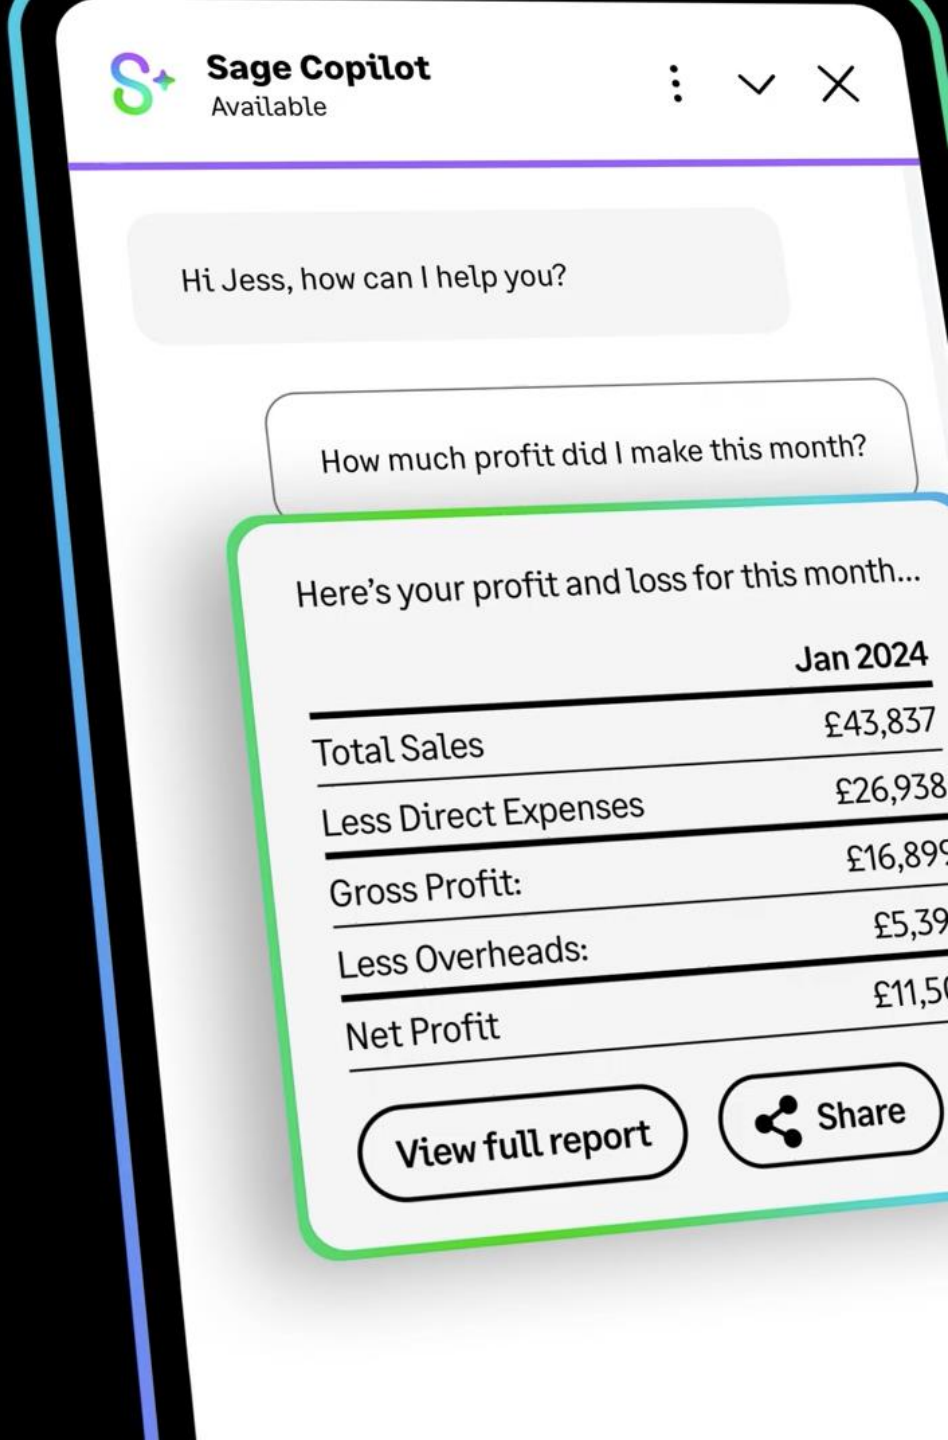 Sage Copilot
Available
Hi Jess, how can I help you?
How much profit did I make this month?
Here's your profit and loss for this month...
Jan 2024
Total Sales £43,837
Less Direct Expenses £26,938
Gross Profit: £16,899
Less Overheads:
Net Profit
View full report Share